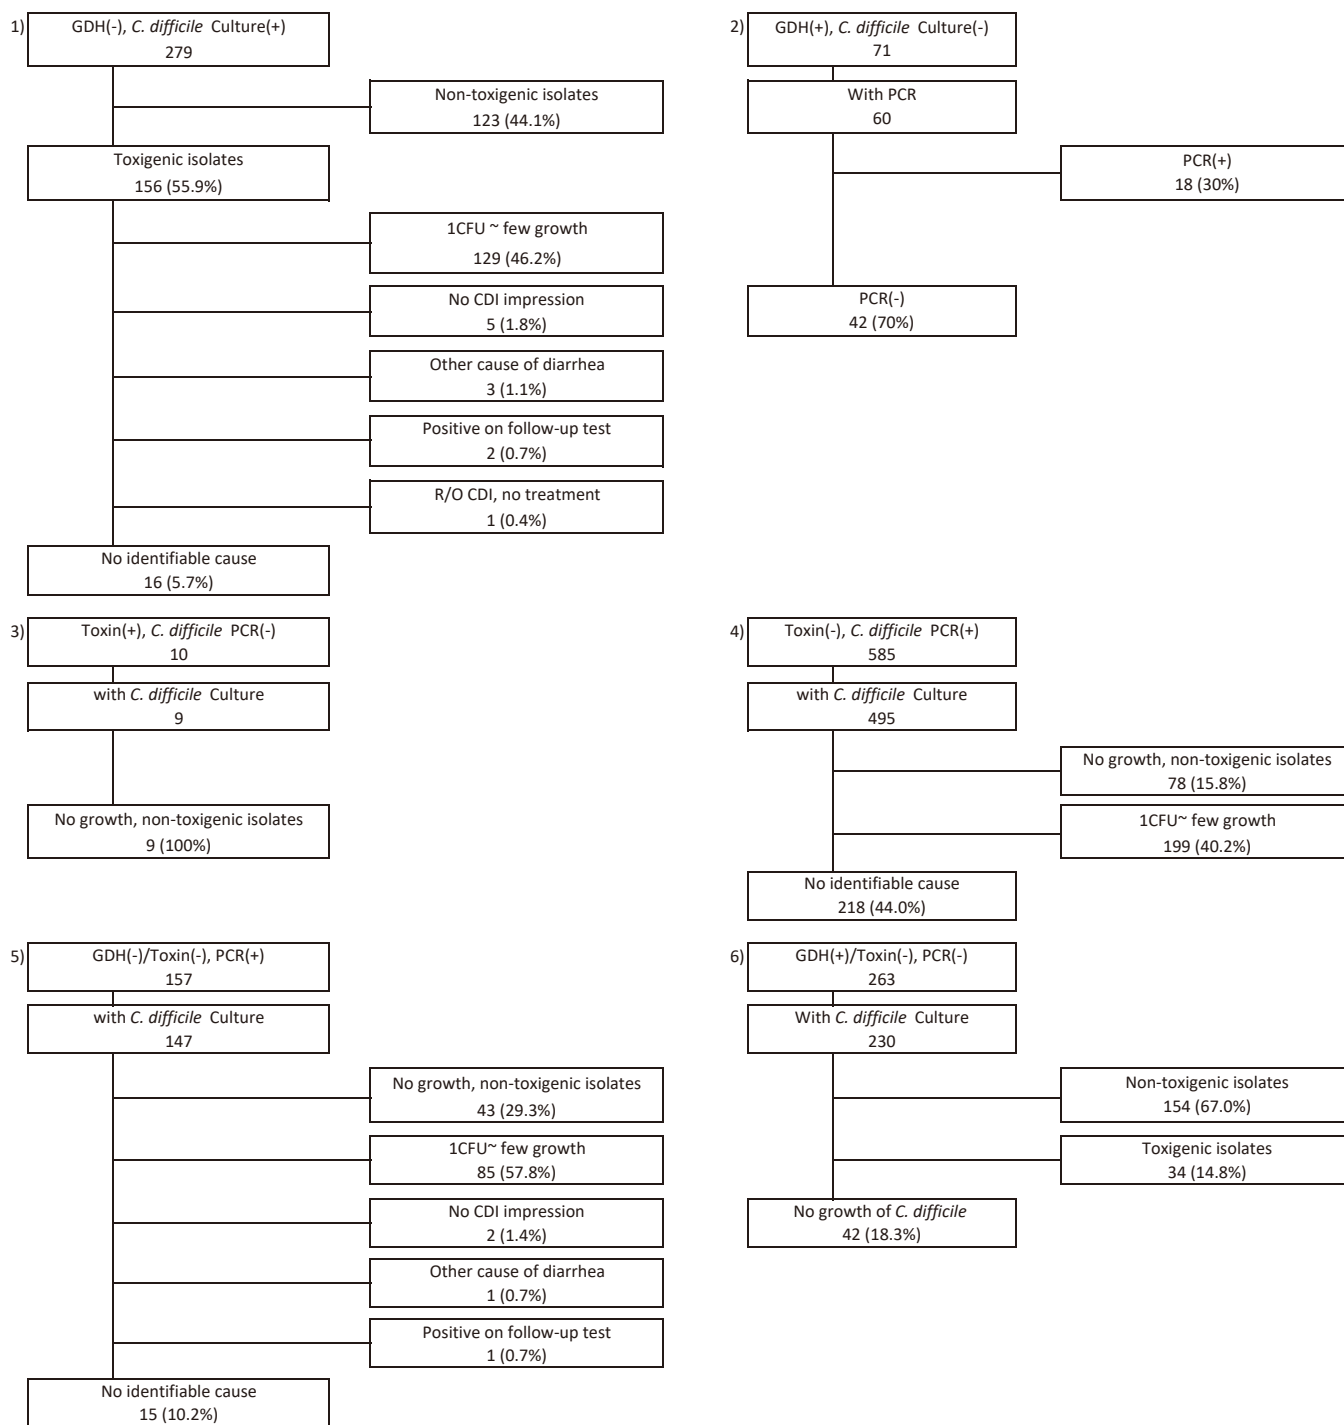 1)
GDH(-), C. difficile Culture(+)
279
Non-toxigenic isolates
123 (44.1%)
Toxigenic isolates
156 (55.9%)
1CFU ~ few growth
129 (46.2%)
No CDI impression
5 (1.8%)
Other cause of diarrhea
3 (1.1%)
Positive on follow-up test
2 (0.7%)
R/O CDI, no treatment
1 (0.4%)
No identifiable cause
16 (5.7%)
2)
GDH(+), C. difficile Culture(-)
71
With PCR
60
PCR(+)
18 (30%)
PCR(-)
42 (70%)
3)
Toxin(+), C. difficile PCR(-)
10
with C. difficile Culture
9
No growth, non-toxigenic isolates
9 (100%)
4)
Toxin(-), C. difficile PCR(+)
585
with C. difficile Culture
495
No growth, non-toxigenic isolates
78 (15.8%)
1CFU~ few growth
199 (40.2%)
No identifiable cause
218 (44.0%)
5)
GDH(-)/Toxin(-), PCR(+)
157
with C. difficile Culture
147
No growth, non-toxigenic isolates
43 (29.3%)
1CFU~ few growth
85 (57.8%)
No CDI impression
2 (1.4%)
Other cause of diarrhea
1 (0.7%)
Positive on follow-up test
1 (0.7%)
No identifiable cause
15 (10.2%)
6)
GDH(+)/Toxin(-), PCR(-)
263
With C. difficile Culture
230
Non-toxigenic isolates
154 (67.0%)
Toxigenic isolates
34 (14.8%)
No growth of C. difficile
42 (18.3%)